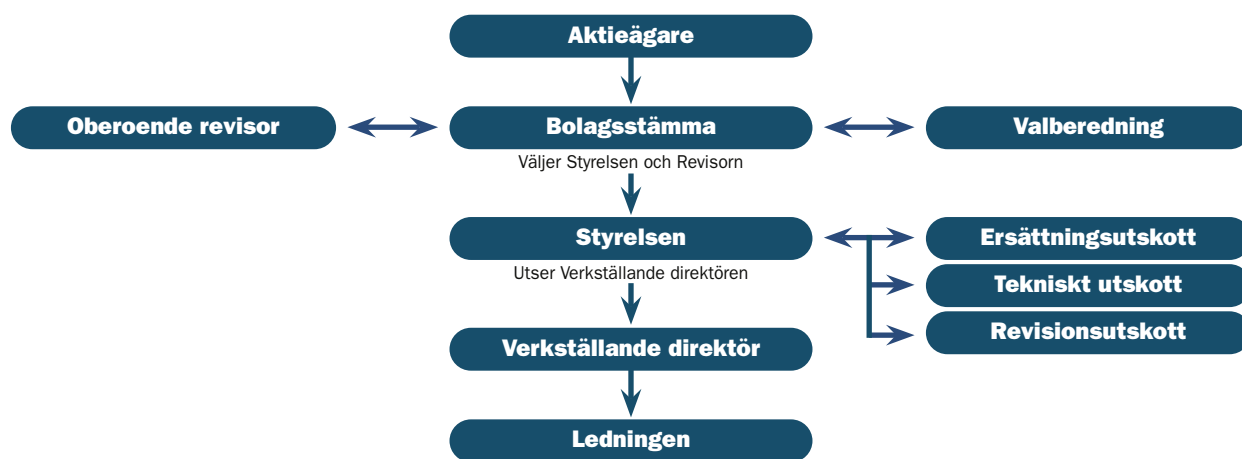 Aktieägare
Oberoende revisor
Bolagsstämma
Valberedning
Väljer Styrelsen och Revisorn
Styrelsen
Ersättningsutskott
Utser Verkställande direktören
Tekniskt utskott
Revisionsutskott
Verkställande direktör
Ledningen